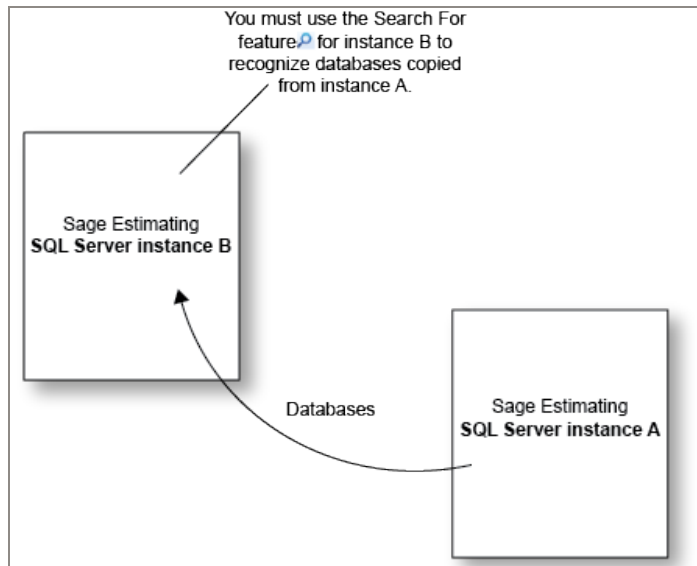 You must use the Search For
feature for instance B to
recognize databases copied
from instance A.
Sage Estimating
SQL Server instance B
Databases
Sage Estimating
SQL Server instance A